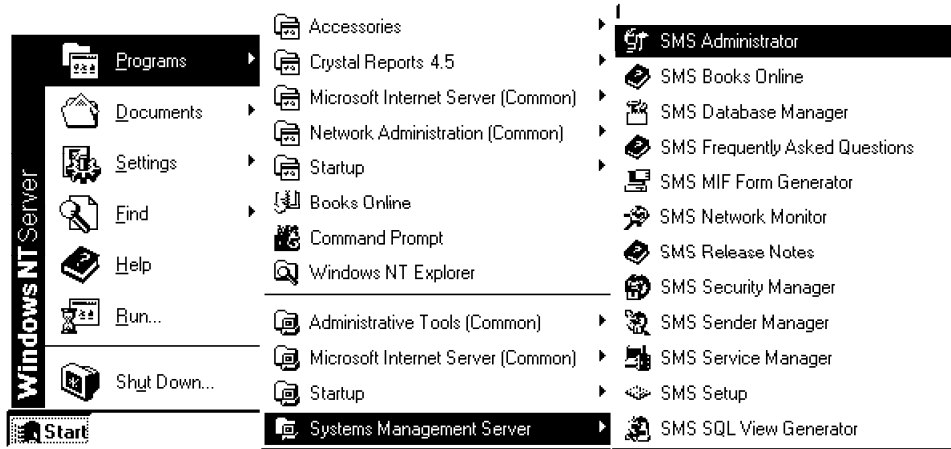 Windows NT Server
Programs
Documents
Settings
Find
Help
Run...
Shut Down...
Start
Accessories
Crystal Reports 4.5
Microsoft Internet Server (Common)
Network Administration (Common)
Startup
Books Online
Command Prompt
Windows NT Explorer
Administrative Tools (Common)
Microsoft Internet Server (Common)
Startup
Systems Management Server
SMS Administrator
SMS Books Online
SMS Database Manager
SMS Frequently Asked Questions
SMS MIF Form Generator
SMS Network Monitor
SMS Release Notes
SMS Security Manager
SMS Sender Manager
SMS Service Manager
SMS Setup
SMS SQL View Generator